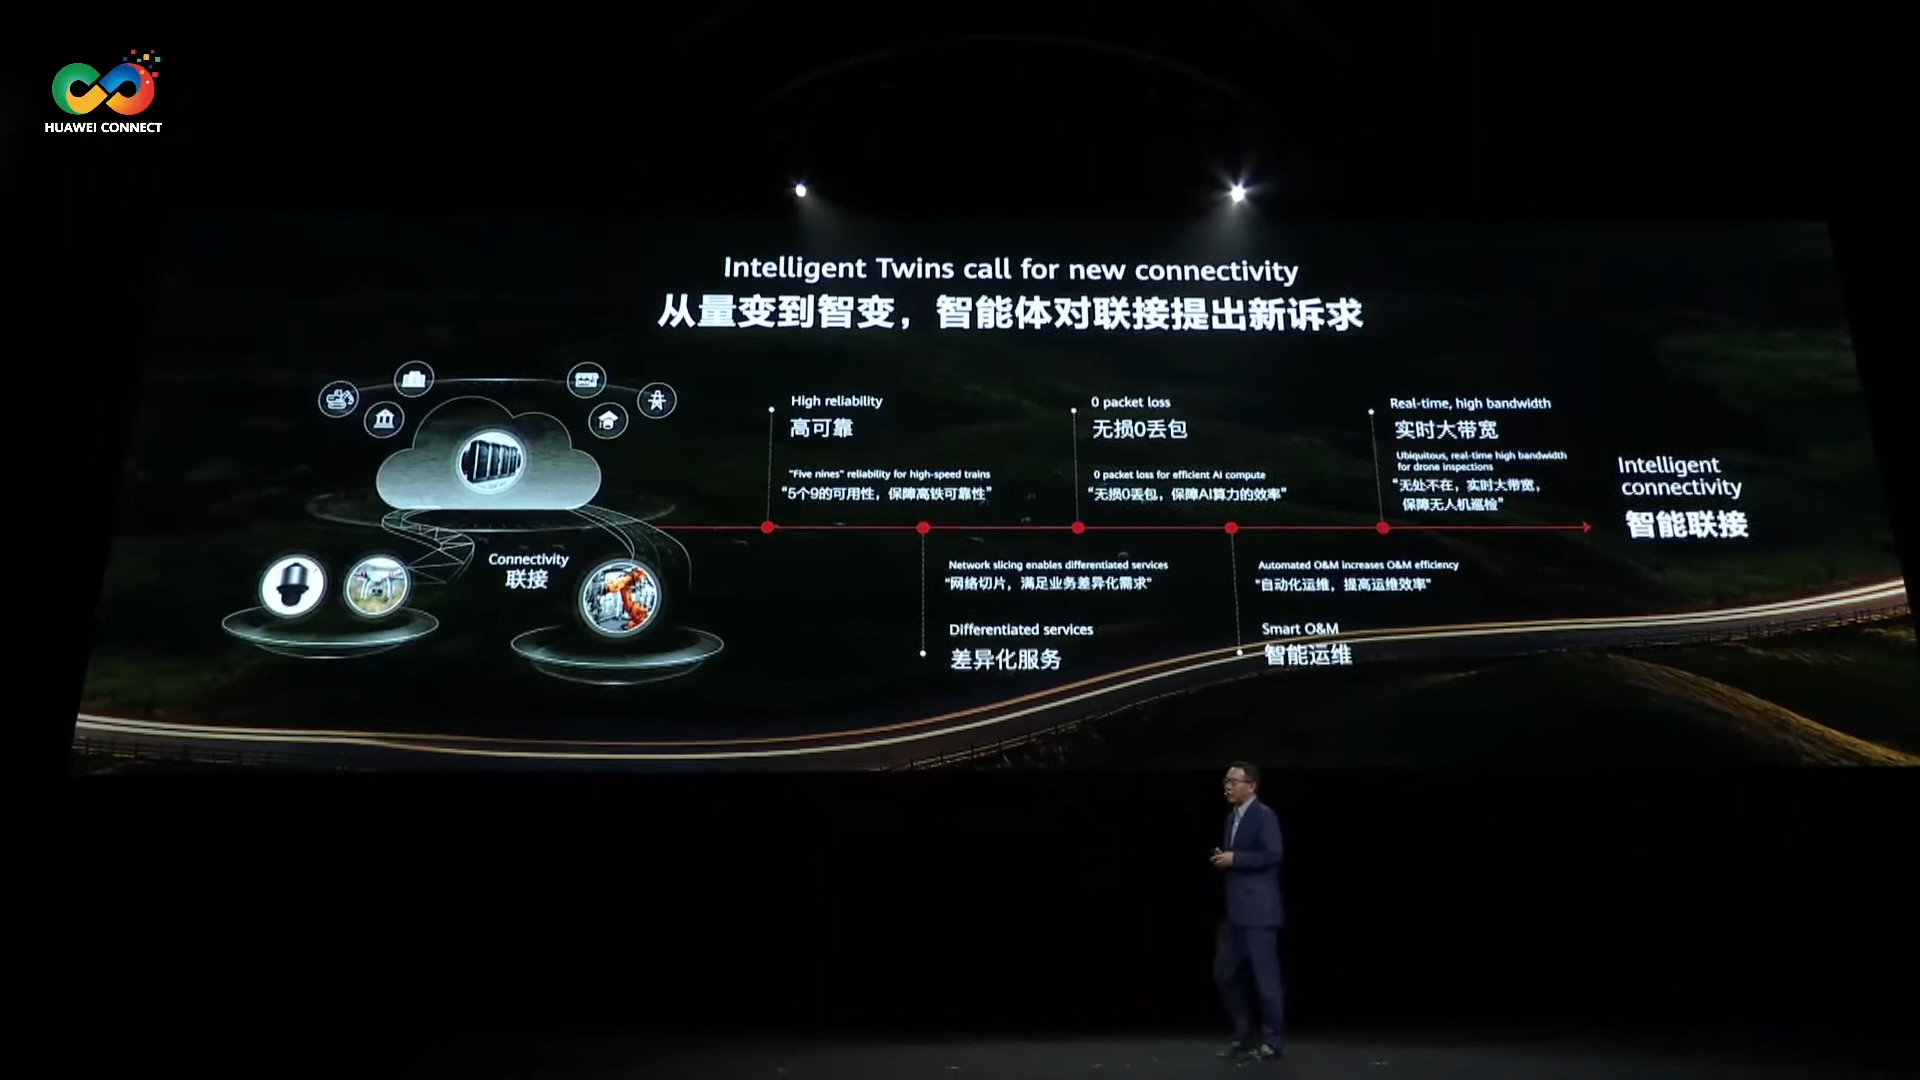 HUAWEI CONNECT
Intelligent Twins call for new connectivity
从量变到智变，智能体对联接提出新诉求
High reliability
高可靠
"Five nines" reliability for high-speed trains
“5个9的可用性，保障高铁可靠性”
0 packet loss
无损0丢包
0 packet loss for efficient AI compute
“无损0丢包，保障AI算力的效率”
Real-time, high bandwidth
实时大带宽
Ubiquitous, real-time high bandwidth
for drone inspections
“无处不在，实时大带宽，
保障无人机巡检”
Intelligent
connectivity
智能联接
Connectivity
联接
Network slicing enables differentiated services
“网络切片，满足业务差异化需求”
Differentiated services
差异化服务
Automated O&M increases O&M efficiency
“自动化运维，提高运维效率”
Smart O&M
智能运维